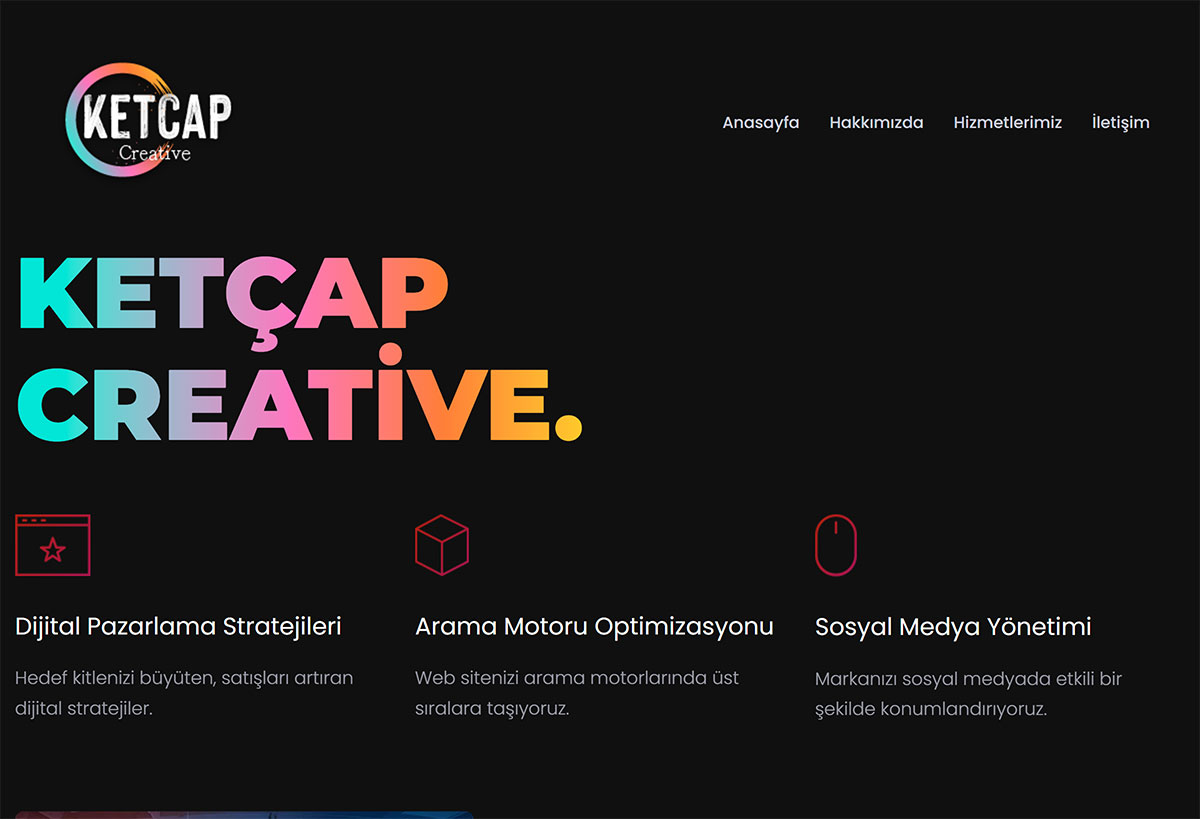 KETCAP
Creative
Anasayfa Hakkımızda Hizmetlerimiz İletişim
KETÇAP
CREATİVE.
Dijital Pazarlama Stratejileri
Hedef kitlenizi büyüten, satışları artıran
dijital stratejiler.
Arama Motoru Optimizasyonu
Web sitenizi arama motorlarında üst
sıralara taşıyoruz.
Sosyal Medya Yönetimi
Markanızı sosyal medyada etkili bir
şekilde konumlandırıyoruz.